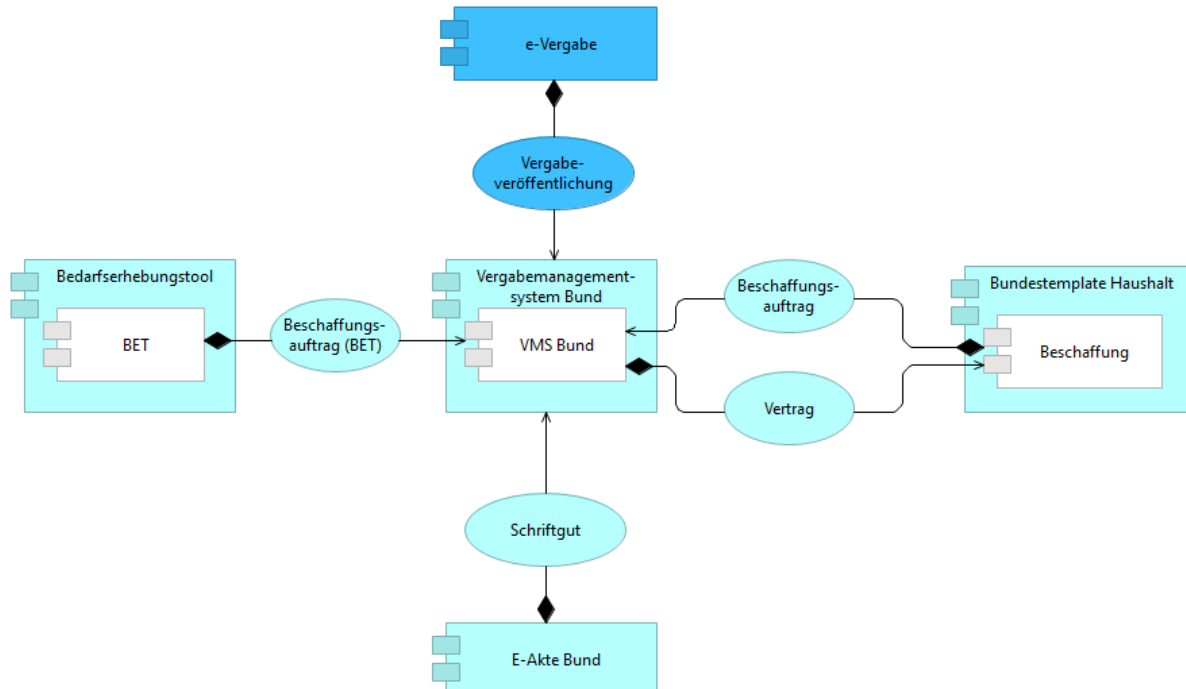 e-Vergabe
Vergabe-
veröffentlichung
Bedarfserhebungstool
BET
Beschaffungs-
auftrag (BET)
Vergabemanagement-
system Bund
VMS Bund
Beschaffungs-
auftrag
Vertrag
Bundestemplate Haushalt
Beschaffung
Schriftgut
E-Akte Bund